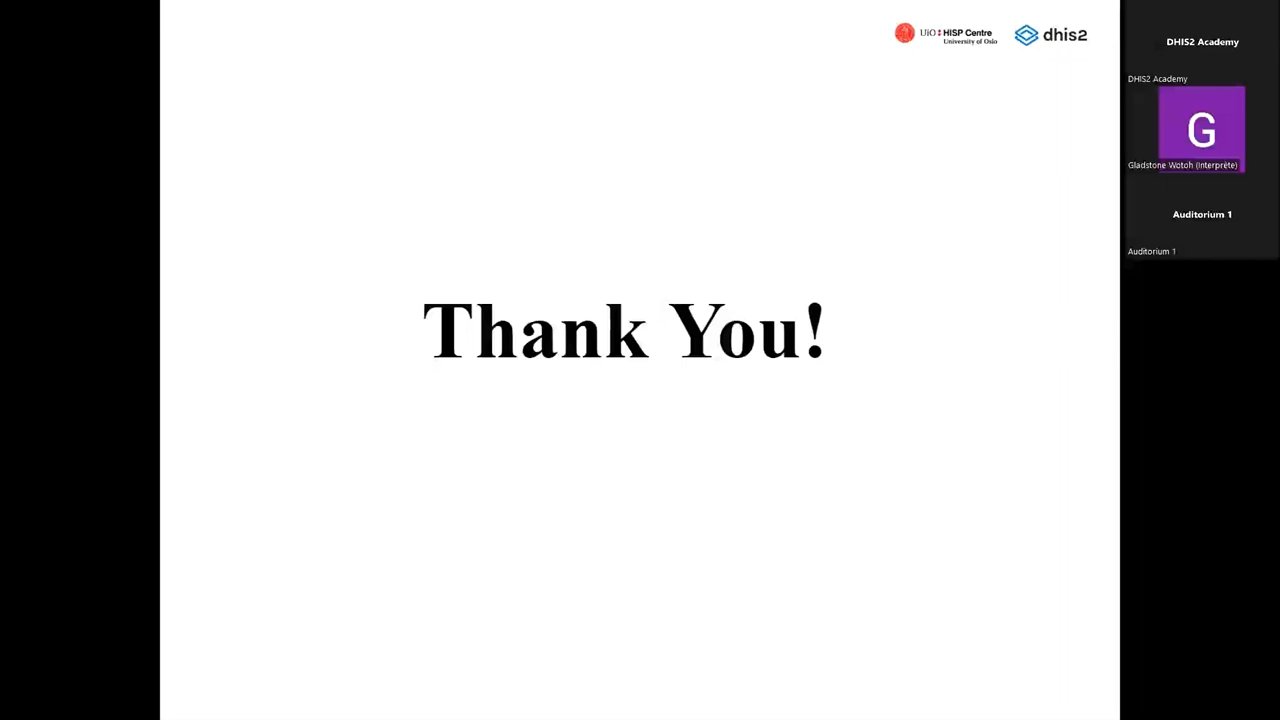 UiO HISP Centre
University of Oslo
dhis2
Thank You!
DHIS2 Academy
DHIS2 Academy
G
Gladstone Wotoh (Interprète)
Auditorium 1
Auditorium 1